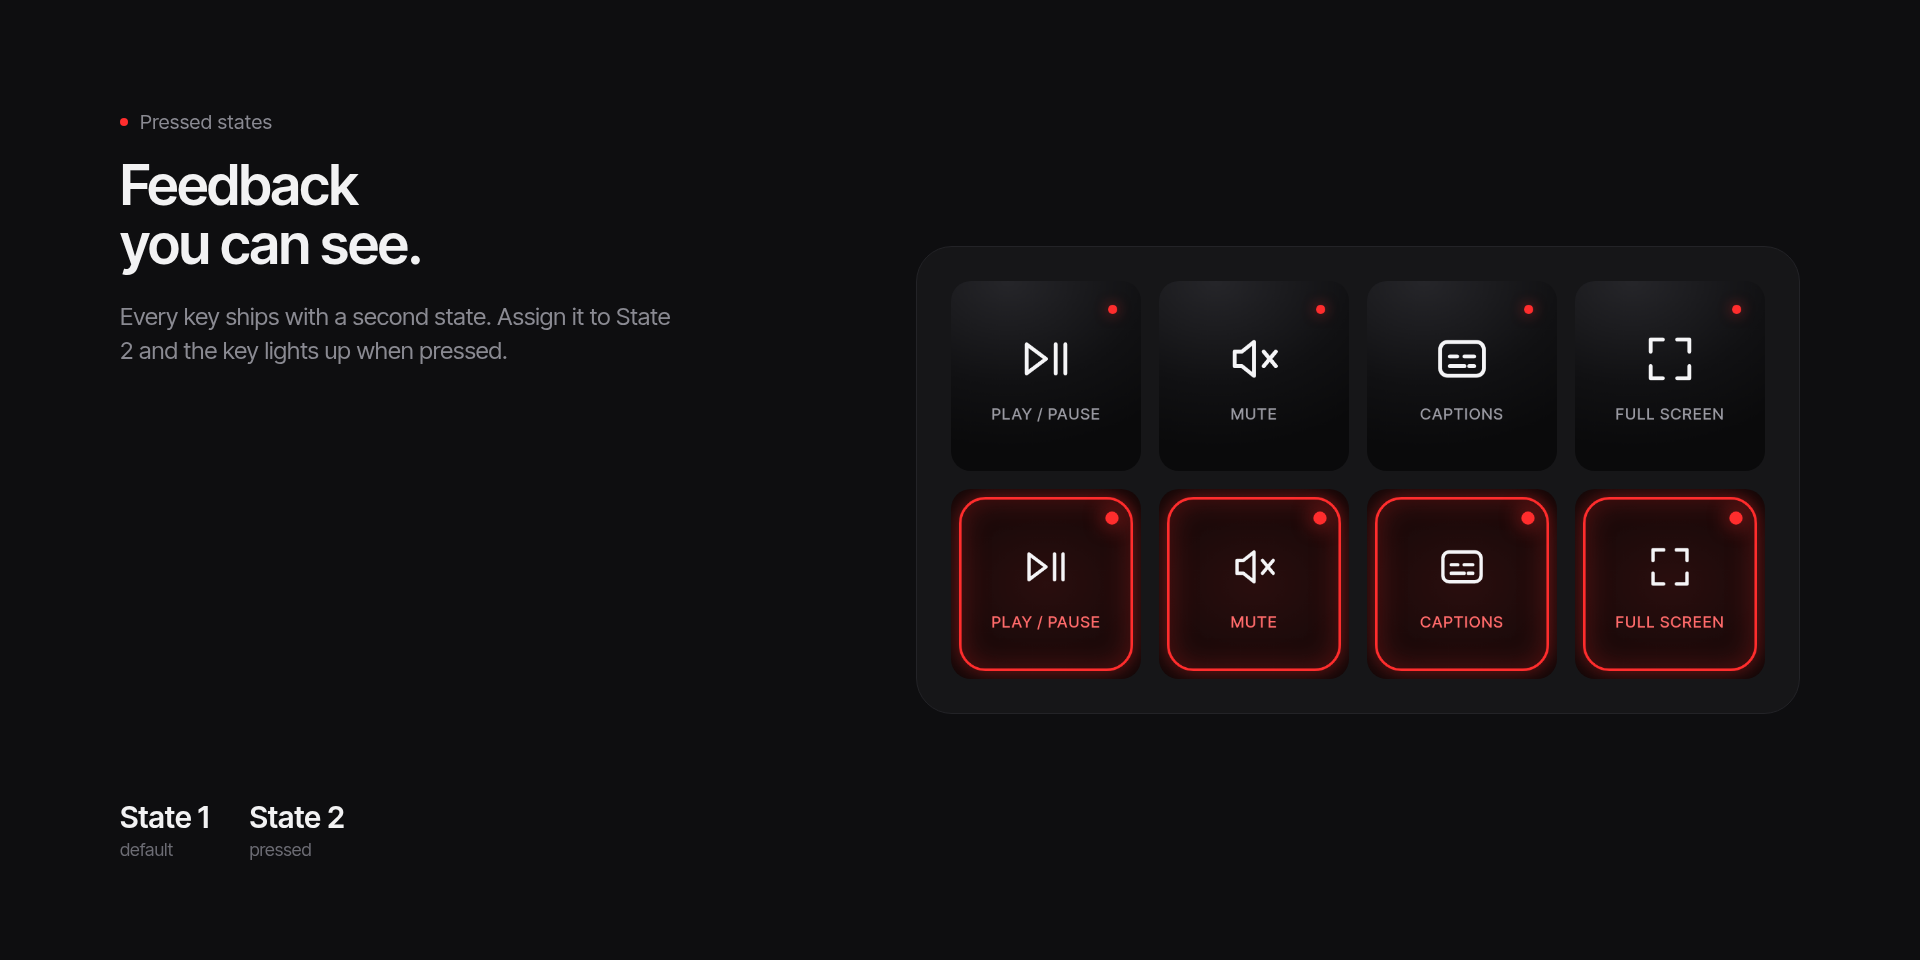 Pressed states
Feedback
you can see.
Every key ships with a second state. Assign it to State
2 and the key lights up when pressed.
State 1
default
State 2
pressed
PLAY / PAUSE
MUTE
CAPTIONS
FULL SCREEN
PLAY / PAUSE
MUTE
CAPTIONS
FULL SCREEN